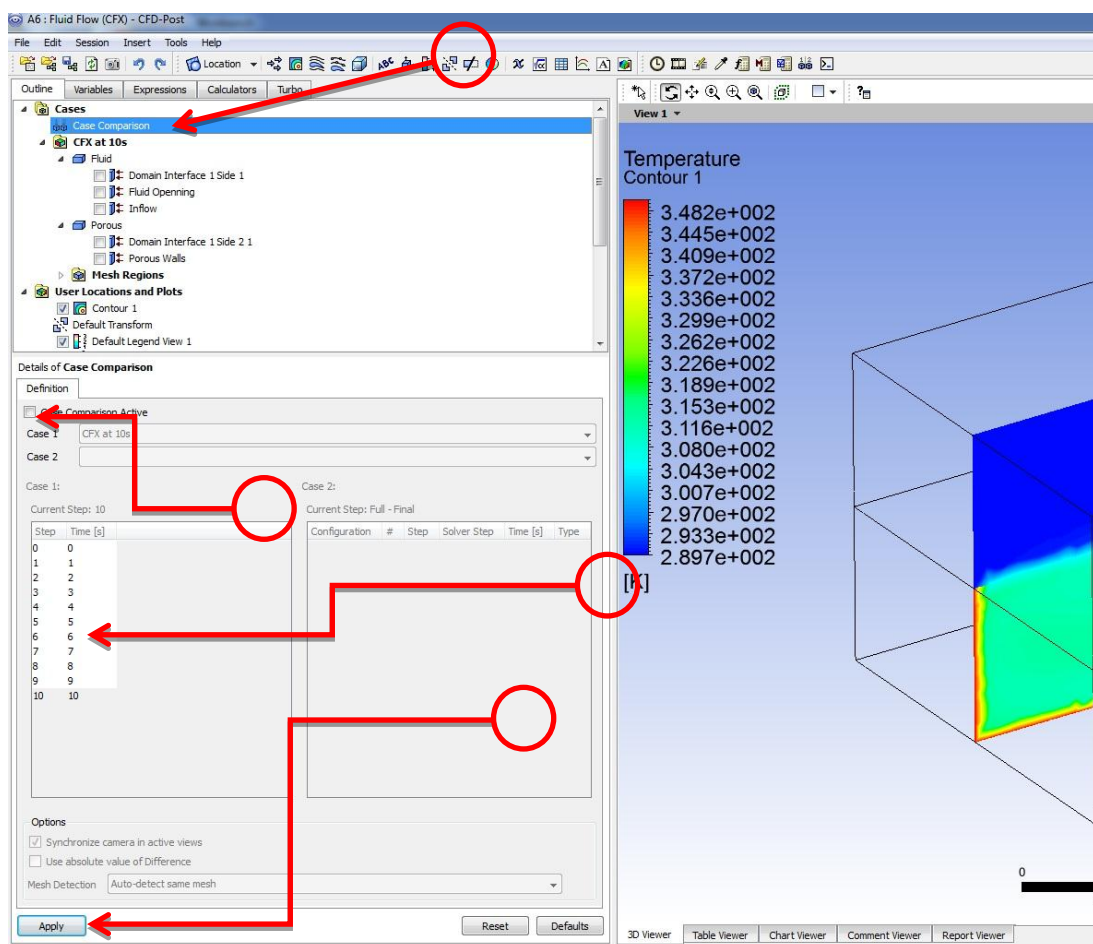 A6 : Fluid Flow (CFX) - CFD-Post
File Edit Session Insert Tools Help
Location
Outline Variables Expressions Calculators Turbo
Cases
Case Comparison
CFX at 10s
Fluid
Domain Interface 1 Side 1
Fluid Openning
Inflow
Porous
Domain Interface 1 Side 2 1
Porous Walls
Mesh Regions
User Locations and Plots
Contour 1
Default Transform
Default Legend View 1
Details of Case Comparison
Definition
Case Comparison Active
Case 1 CFX at 10s
Case 2
Case 1: Case 2:
Current Step: 10 Current Step: Full - Final
Step Time [s] Configuration # Step Solver Step Time [s] Type
0 0
1 1
2 2
3 3
4 4
5 5
6 6
7 7
8 8
9 9
10 10
Options
Synchronize camera in active views
Use absolute value of Difference
Mesh Detection Auto-detect same mesh
Apply Reset Defaults
View 1
Temperature
Contour 1
3.482e+002
3.445e+002
3.409e+002
3.372e+002
3.336e+002
3.299e+002
3.262e+002
3.226e+002
3.189e+002
3.153e+002
3.116e+002
3.080e+002
3.043e+002
3.007e+002
2.970e+002
2.933e+002
2.897e+002
[K]
0
3D Viewer Table Viewer Chart Viewer Comment Viewer Report Viewer